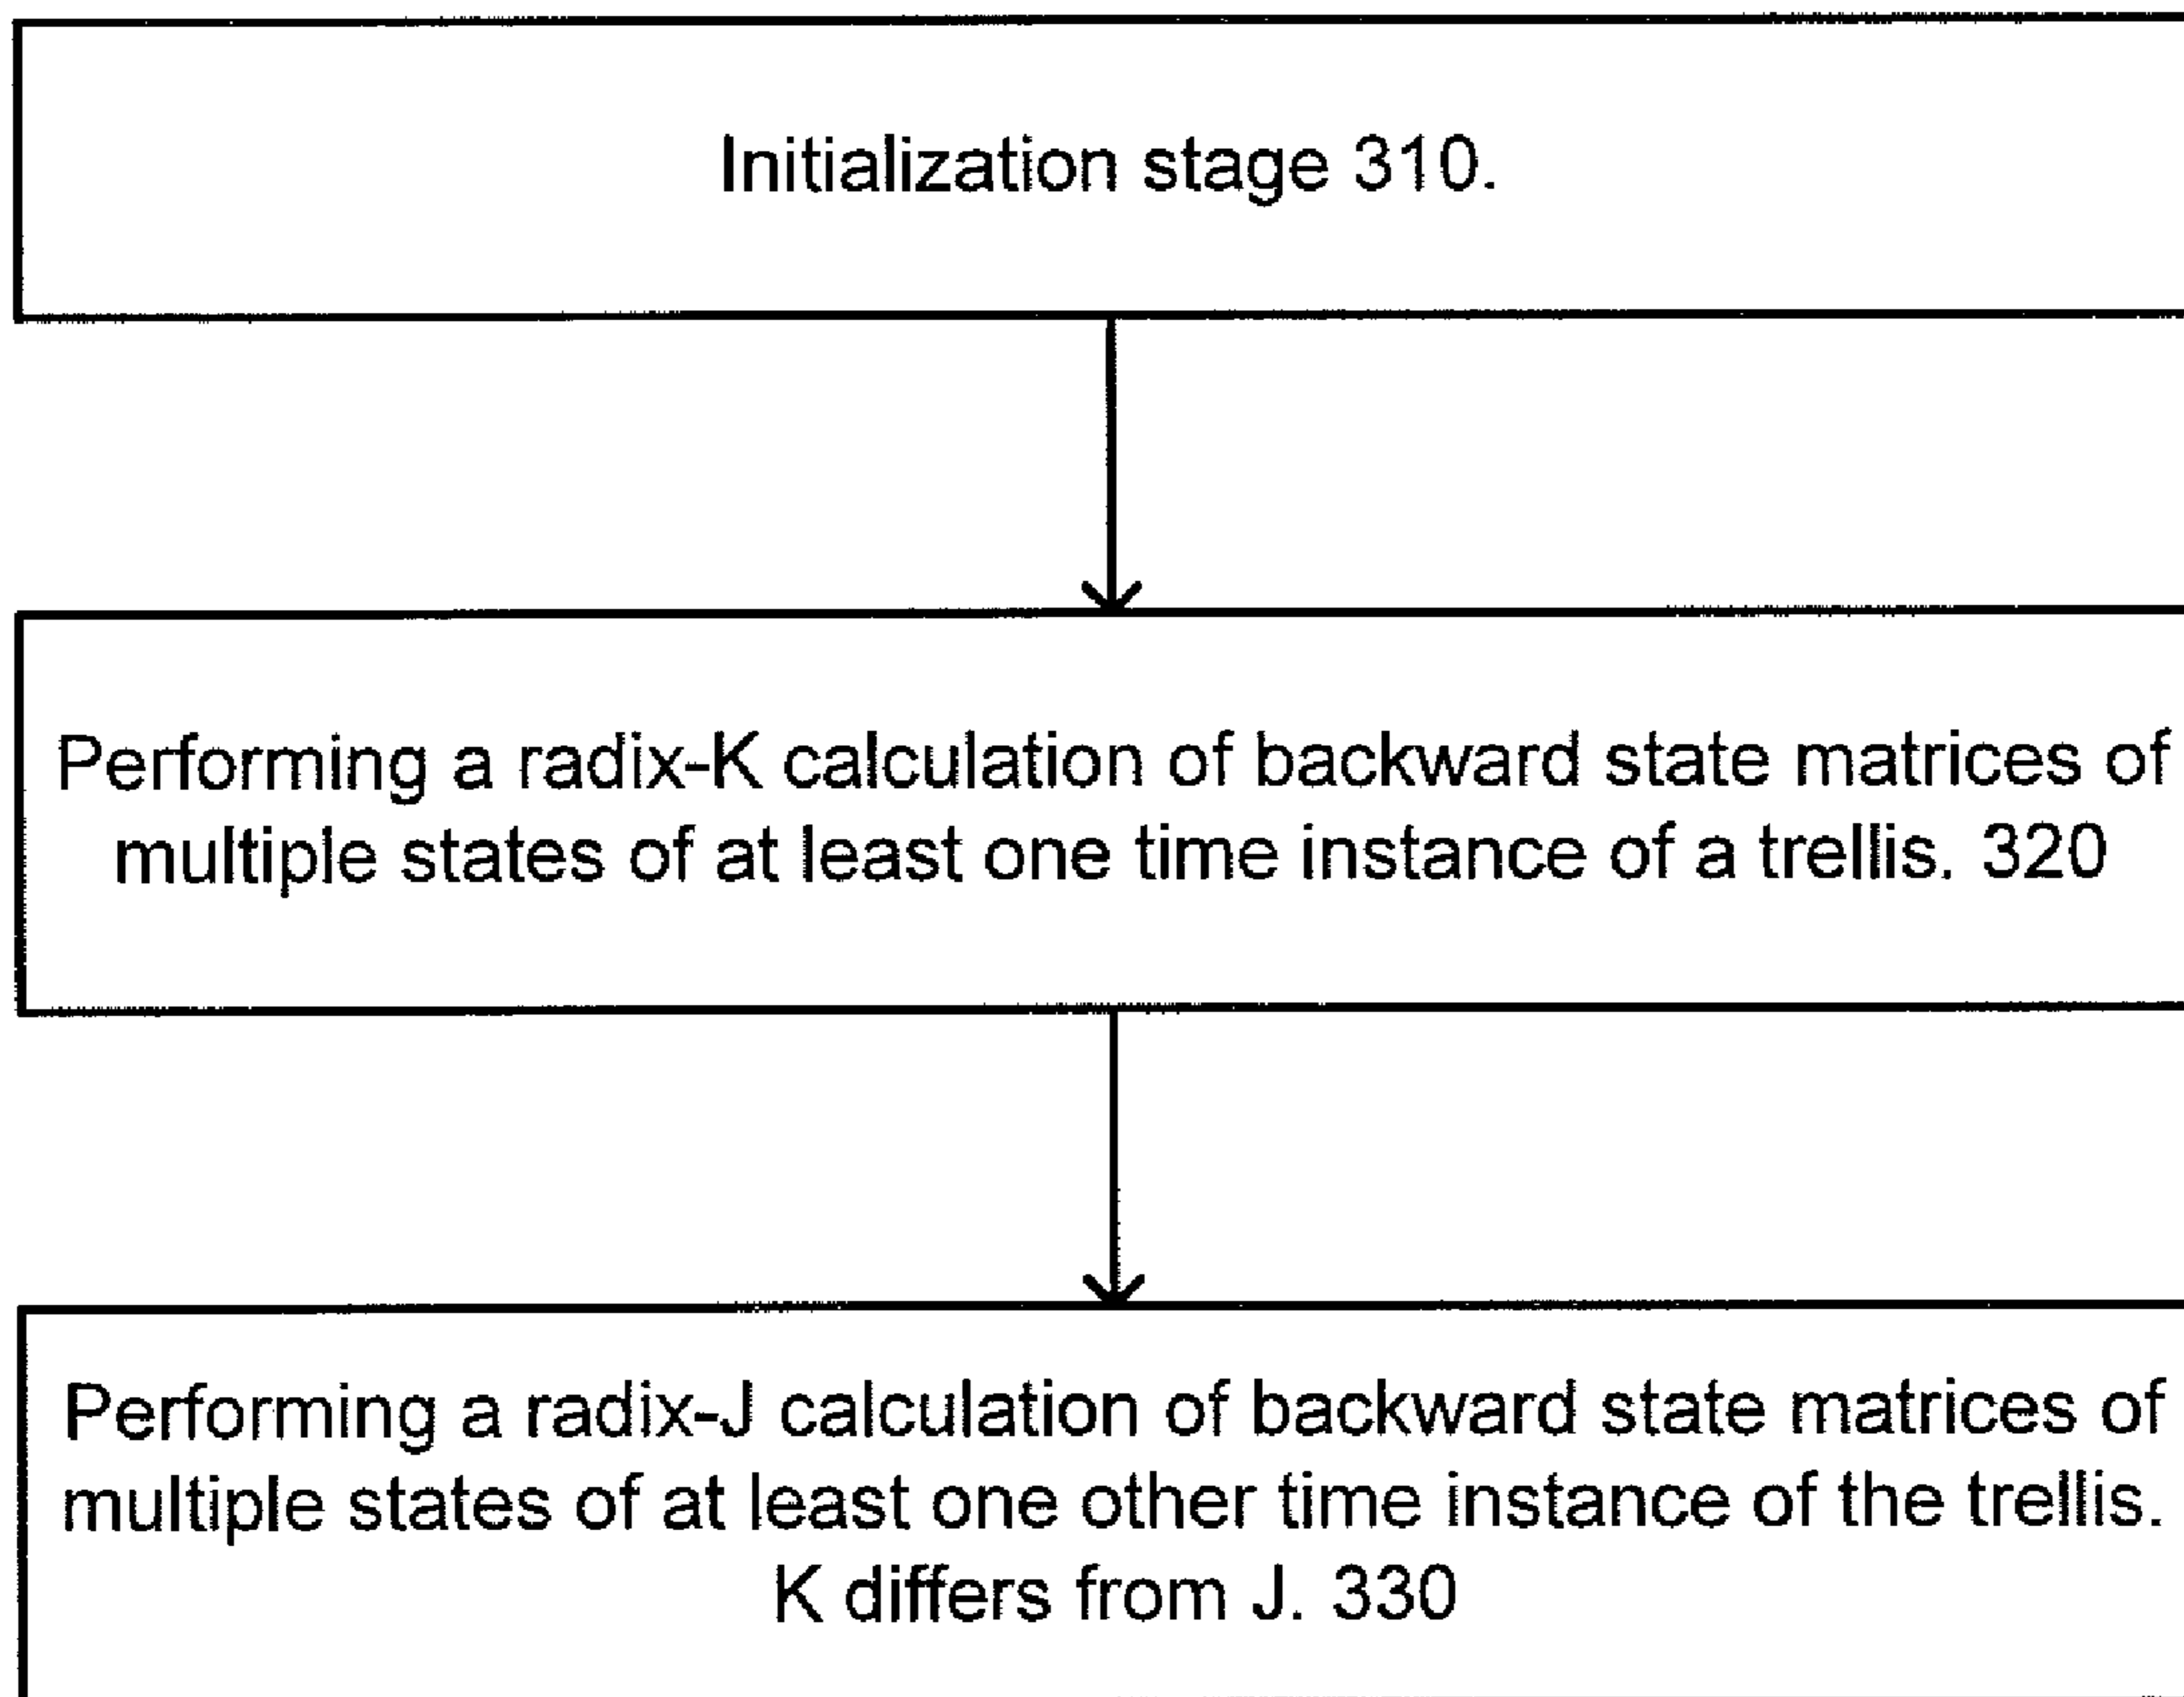 Initialization stage 310.
Performing a radix-K calculation of backward state matrices of
multiple states of at least one time instance of a trellis. 320
Performing a radix-J calculation of backward state matrices of
multiple states of at least one other time instance of the trellis.
K differs from J. 330